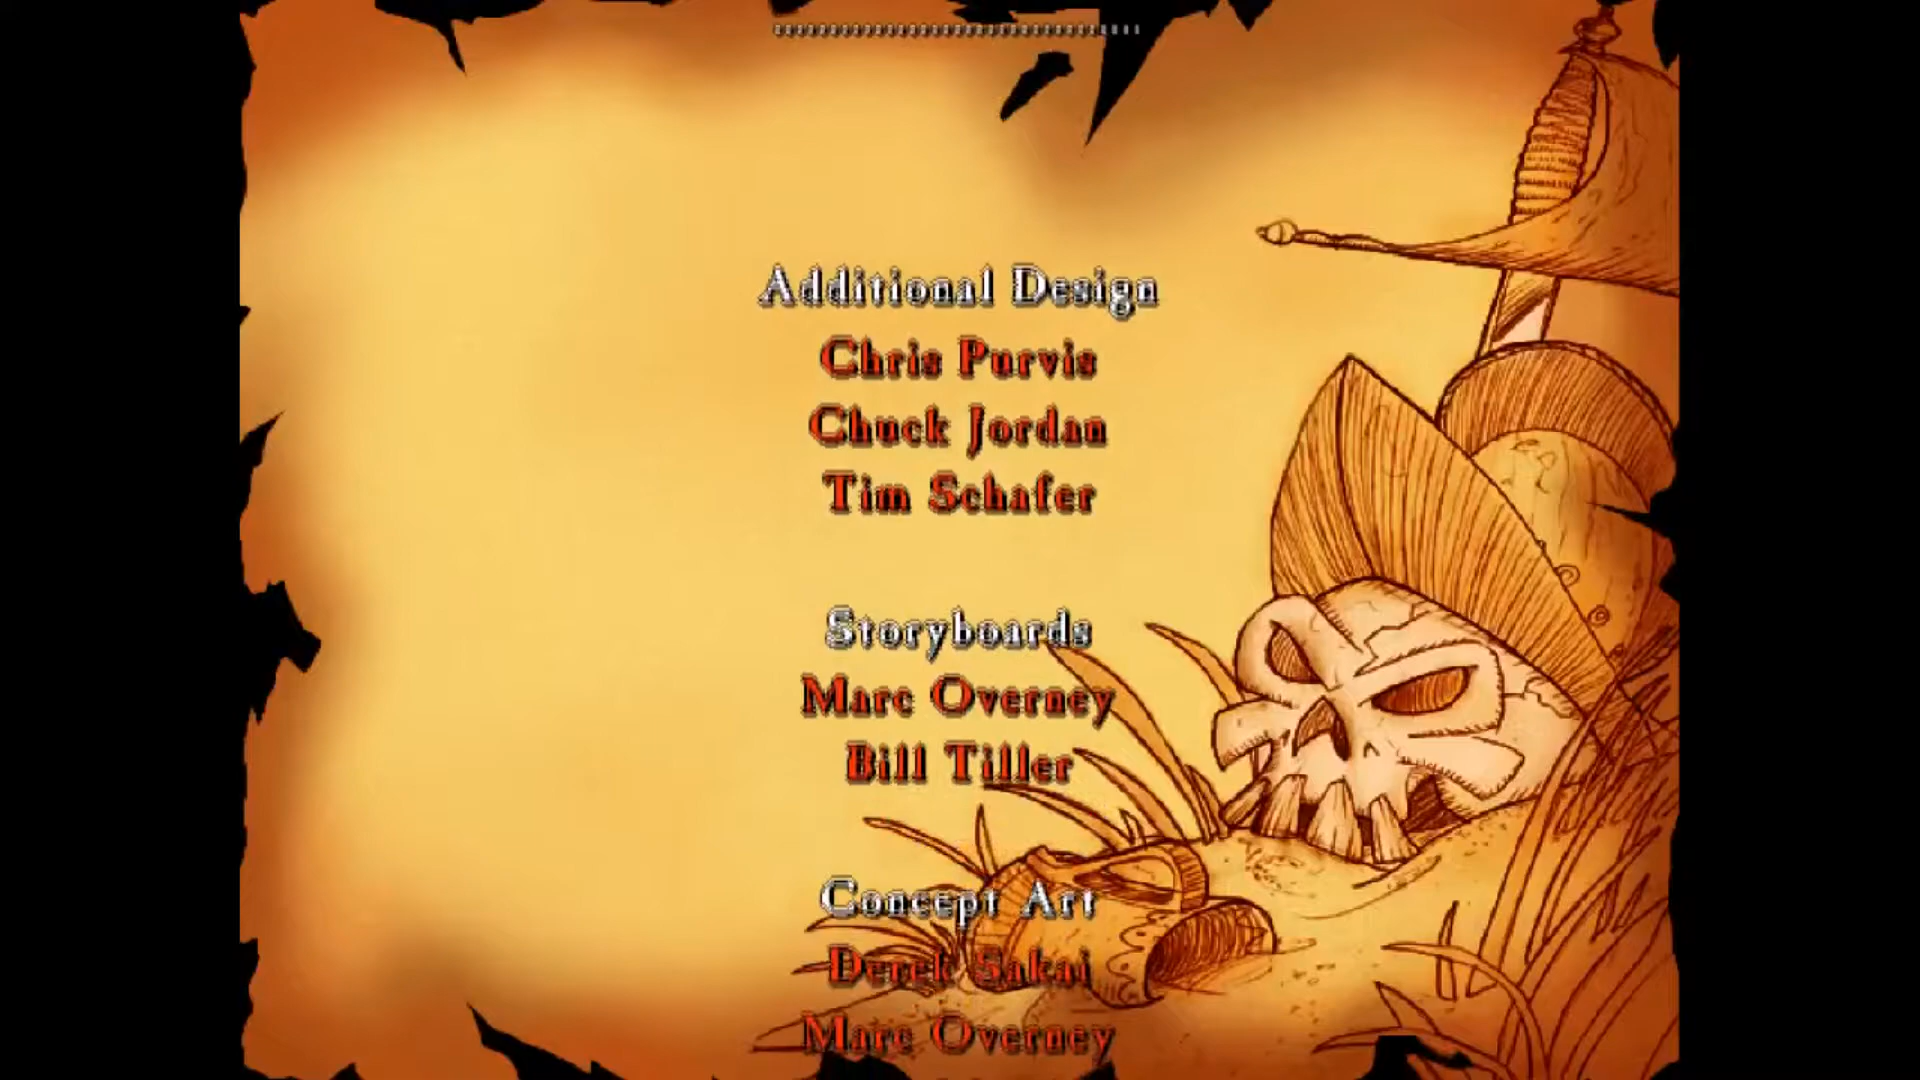 Additional Design
Chris Purvis
Chuck Jordan
Tim Schafer
Storyboards
Marc Overney
Bill Tiller
Concept Art
Derek Sakai
Marc Overney